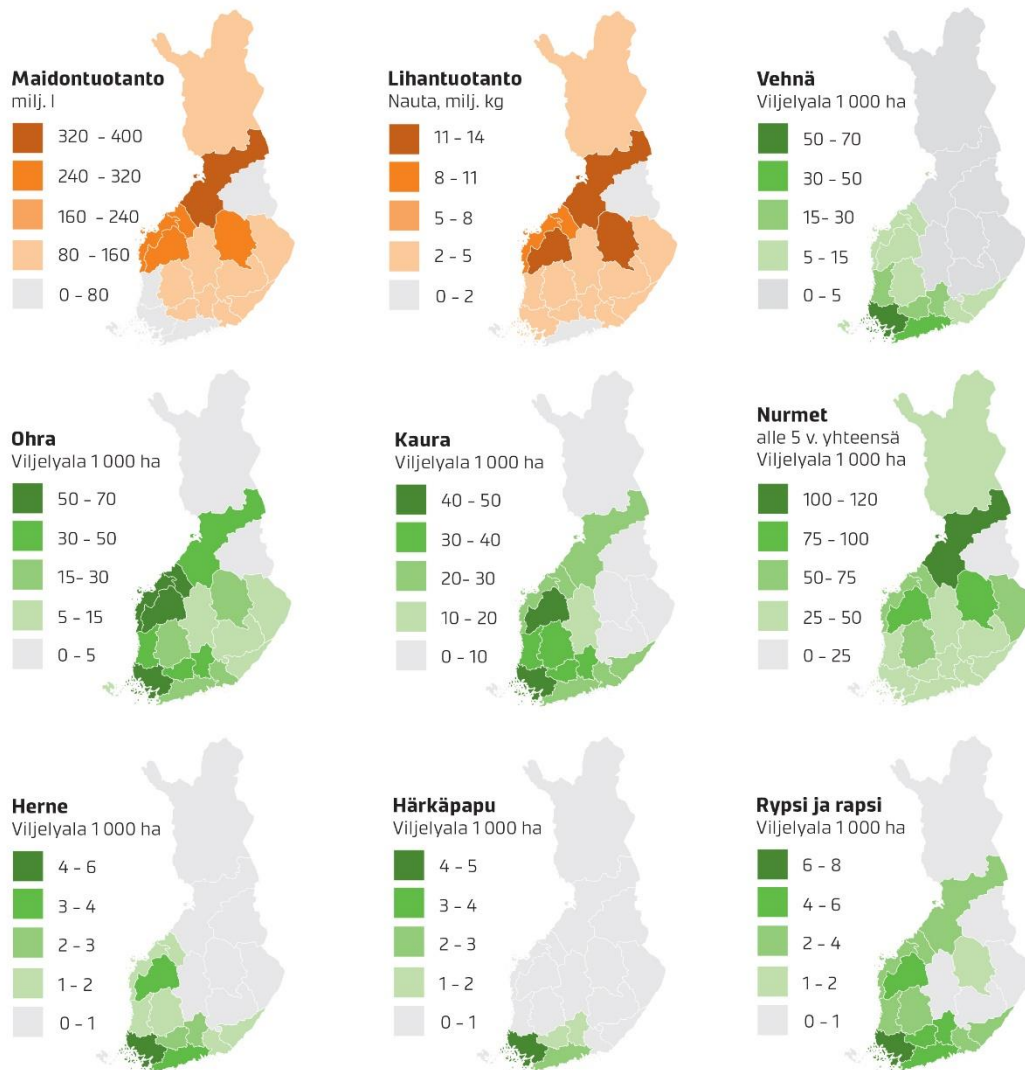 Maidontuotanto
milj. l
320 - 400
240 - 320
160 - 240
80 - 160
0 - 80
Lihantuotanto
Nauta, milj. kg
11 - 14
8 - 11
5 - 8
2 - 5
0 - 2
Vehnä
Viljelyala 1 000 ha
50 - 70
30 - 50
15 - 30
5 - 15
0 - 5
Ohra
Viljelyala 1 000 ha
50 - 70
30 - 50
15- 30
5 - 15
0 - 5
Kaura
Viljelyala 1 000 ha
40 - 50
30 - 40
20- 30
10 - 20
0 - 10
Nurmet
alle 5 v. yhteensä
Viljelyala 1 000 ha
100 - 120
75 - 100
50 - 75
25 - 50
0 - 25
Herne
Viljelyala 1 000 ha
4 - 6
3 - 4
2 - 3
1 - 2
0 - 1
Härkäpapu
Viljelyala 1 000 ha
4 - 5
3 - 4
2 - 3
1 - 2
0 - 1
Rypsi ja rapsi
Viljelyala 1 000 ha
6 - 8
4 - 6
2 - 4
1 - 2
0 - 1